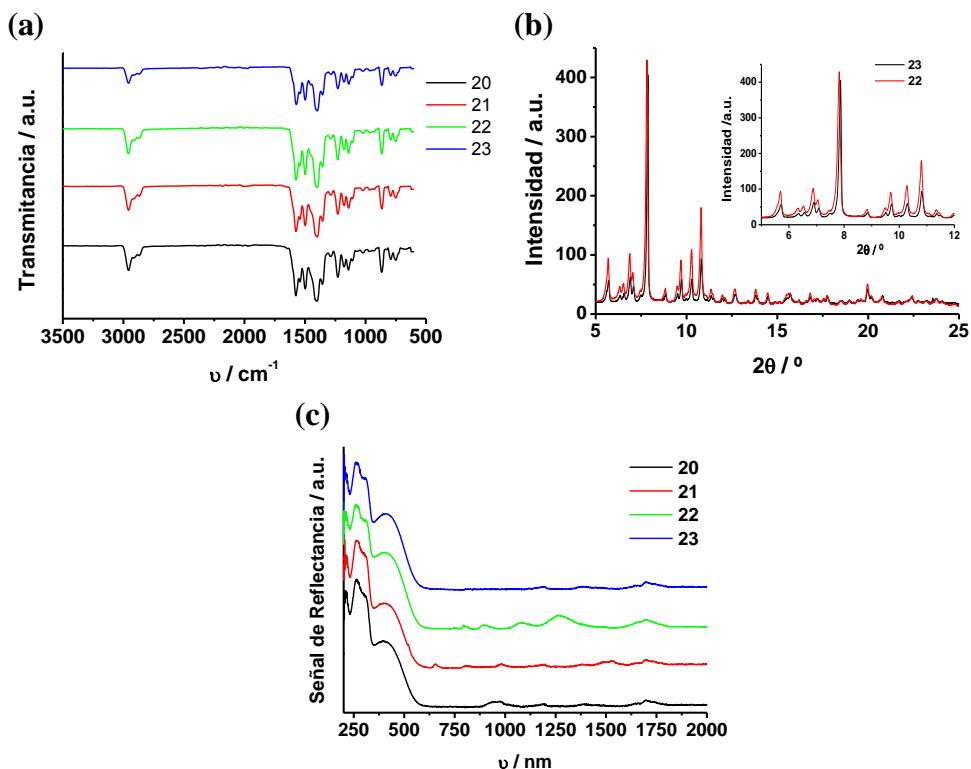 (a)
Transmitancia / a.u.
20
21
22
23
3500 3000 2500 2000 1500 1000 500
υ / cm⁻¹
(b)
Intensidad / a.u.
400
300
200
100
0
5 10 15 20 25
2θ / º
Intensidad /a.u.
400
300
200
100
0
6 8 10 12
2θ /º
23
22
(c)
Señal de Reflectancia / a.u.
20
21
22
23
250 500 750 1000 1250 1500 1750 2000
υ / nm